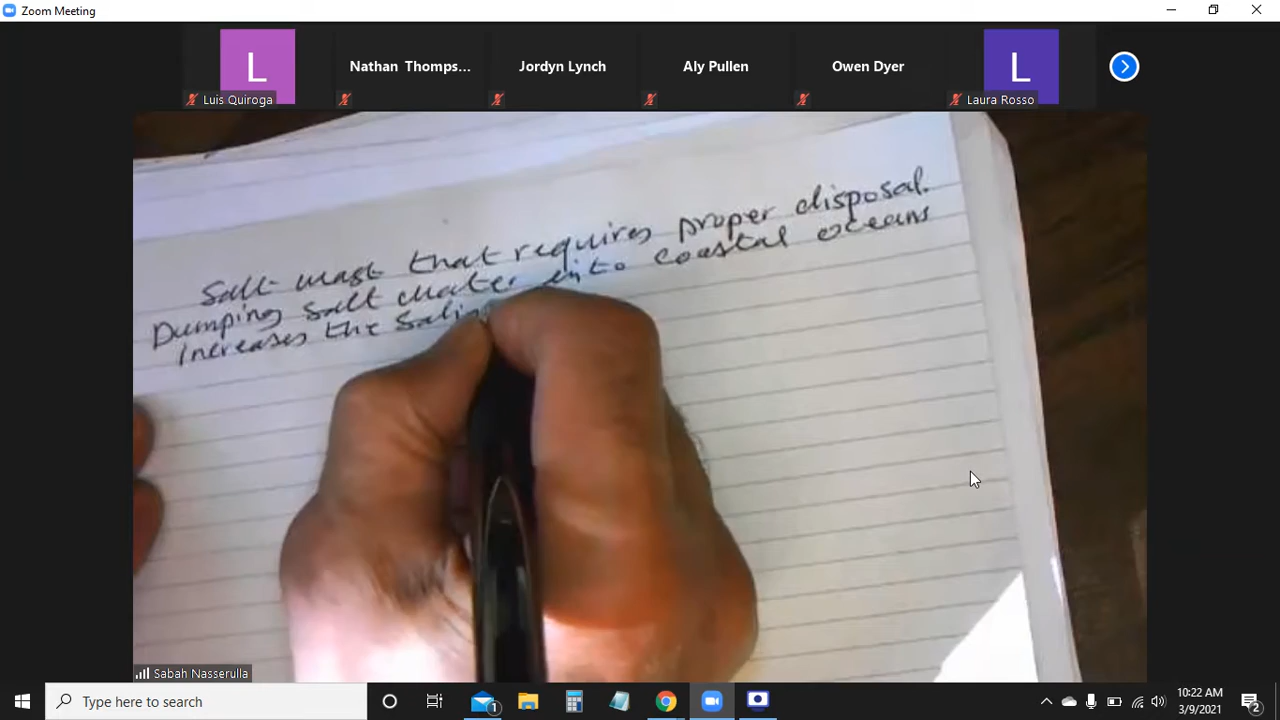 Zoom Meeting
L
Nathan Thomps...
Jordyn Lynch
Aly Pullen
Owen Dyer
L
Luis Quiroga
Laura Rosso
Salt that requires proper disposal.
Dumping Salt into coastal oceans
increases the
Sabah Nasserulla
Type here to search
1
10:22 AM
3/9/2021
2